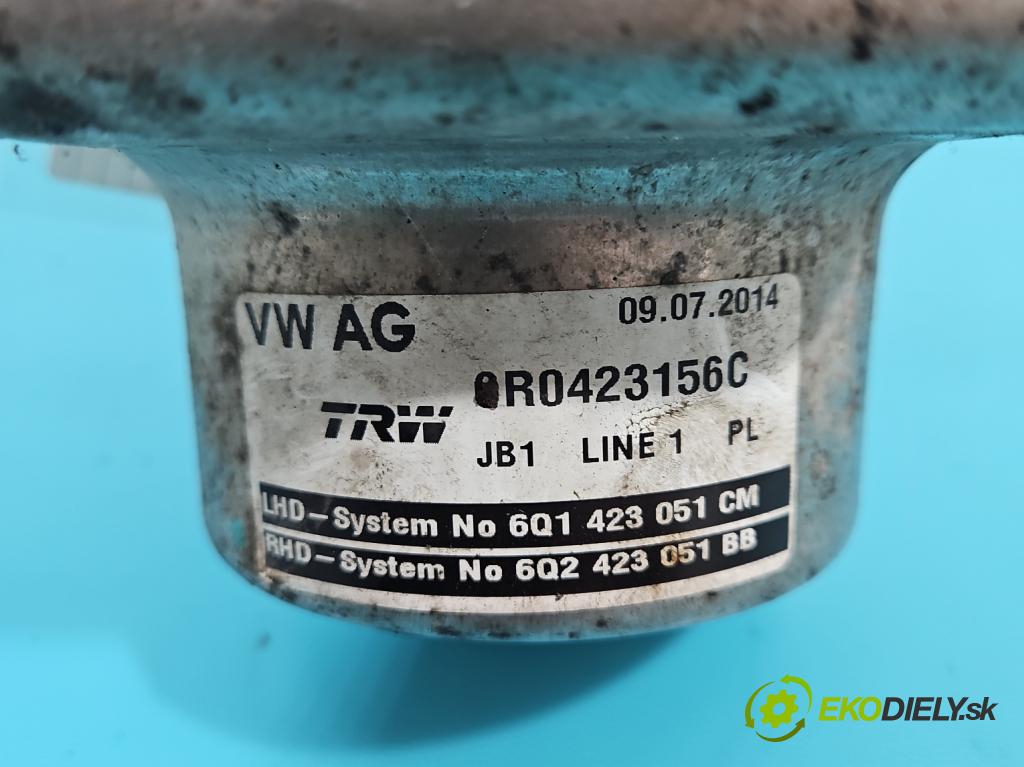 VW AG 09.07.2014
R0423156C
TRW
JB1 LINE 1 PL
LHD-System No 6Q1 423 051 CM
RHD-System No 6Q2 423 051 BB
EKODIELY.sk